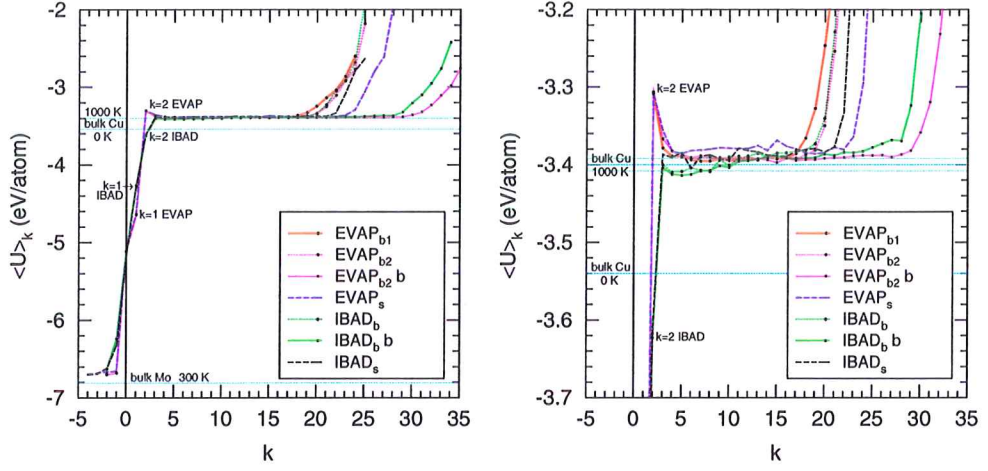 <U>k (eV/atom)
-2
-3
-4
-5
-6
-7
1000 K
bulk Cu
0 K
k=2 EVAP
k=2 IBAD
k=1
IBAD
k=1 EVAP
EVAPb1
EVAPb2
EVAPb2 b
EVAPs
IBADb
IBADb b
IBADs
bulk Mo 300 K
-5 0 5 10 15 20 25 30 35
k
<U>k (eV/atom)
-3.2
-3.3
-3.4
-3.5
-3.6
-3.7
k=2 EVAP
bulk Cu
1000 K
bulk Cu
0 K
k=2 IBAD
EVAPb1
EVAPb2
EVAPb2 b
EVAPs
IBADb
IBADb b
IBADs
-5 0 5 10 15 20 25 30 35
k